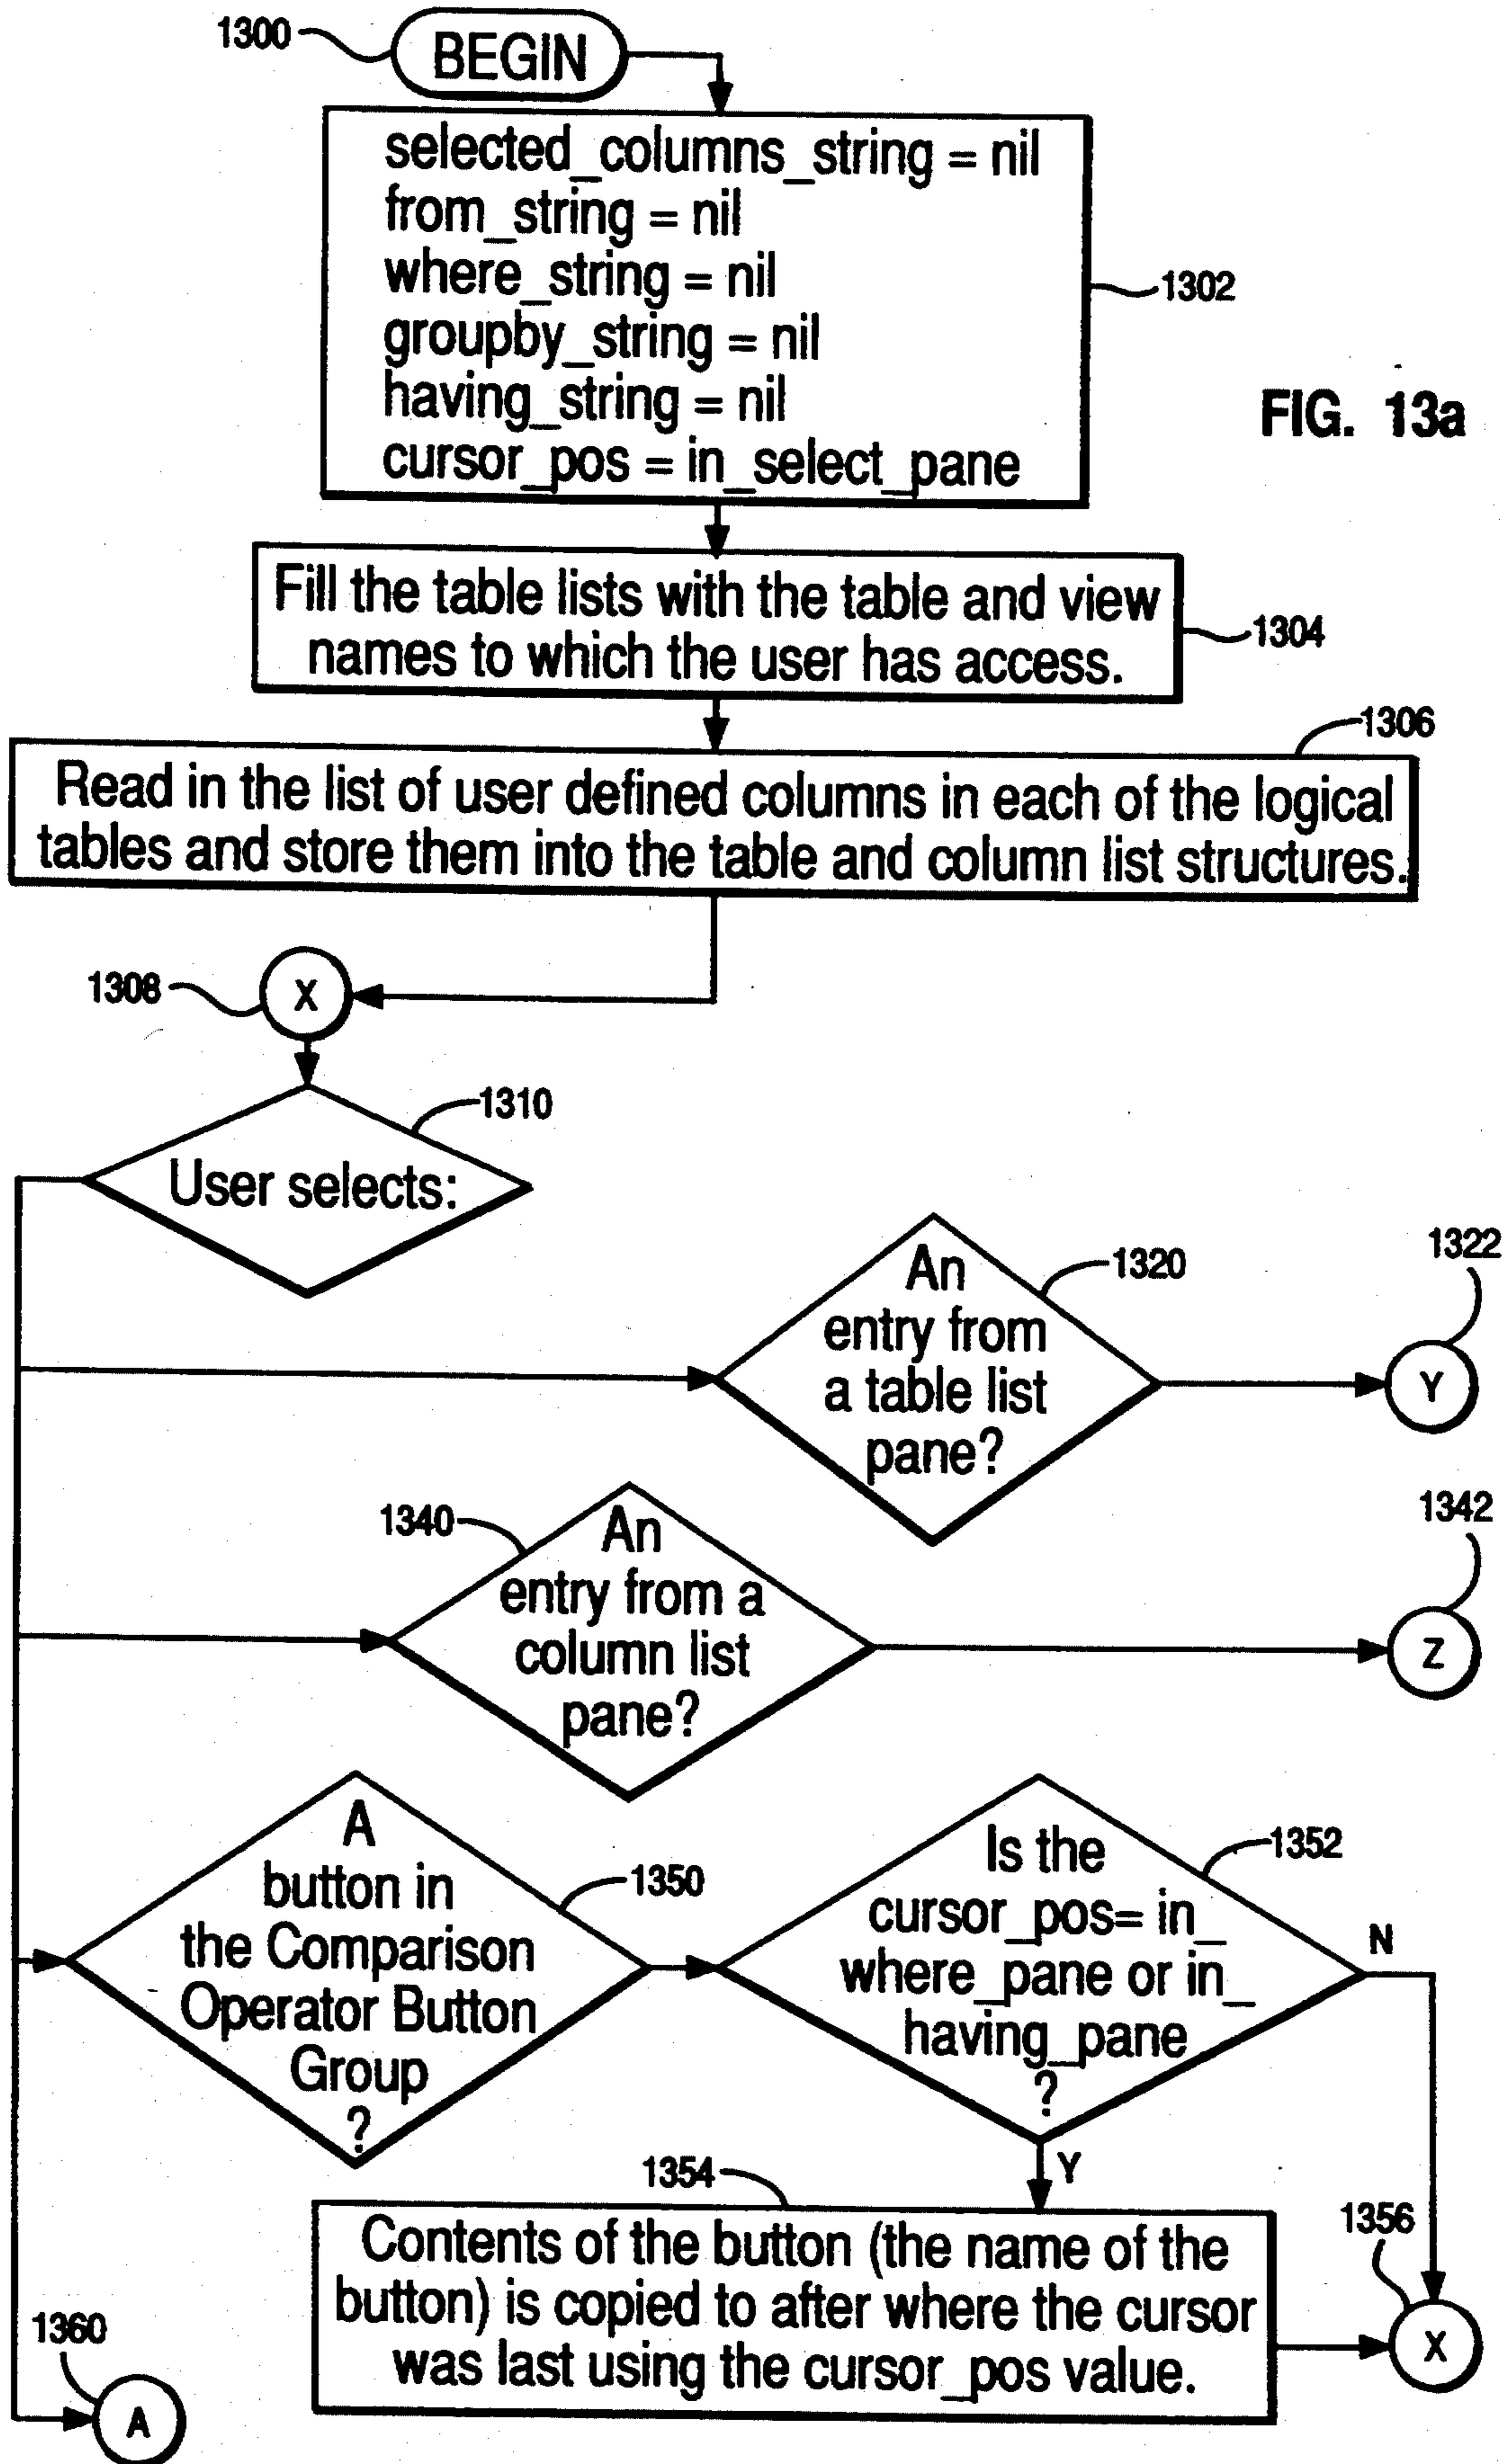 1300
BEGIN
selected_columns_string = nil
from_string = nil
where_string = nil
groupby_string = nil
having_string = nil
cursor_pos = in_select_pane
1302
FIG. 13a
Fill the table lists with the table and view
names to which the user has access.
1304
1306
Read in the list of user defined columns in each of the logical
tables and store them into the table and column list structures.
1308
X
1310
User selects:
1320
An
entry from
a table list
pane?
1322
Y
1340
An
entry from a
column list
pane?
1342
Z
A
button in
the Comparison
Operator Button
Group
?
1350
Is the
cursor_pos= in_
where_pane or in_
having_pane
?
1352
N
Y
1354
Contents of the button (the name of the
button) is copied to after where the cursor
was last using the cursor_pos value.
1356
X
1360
A